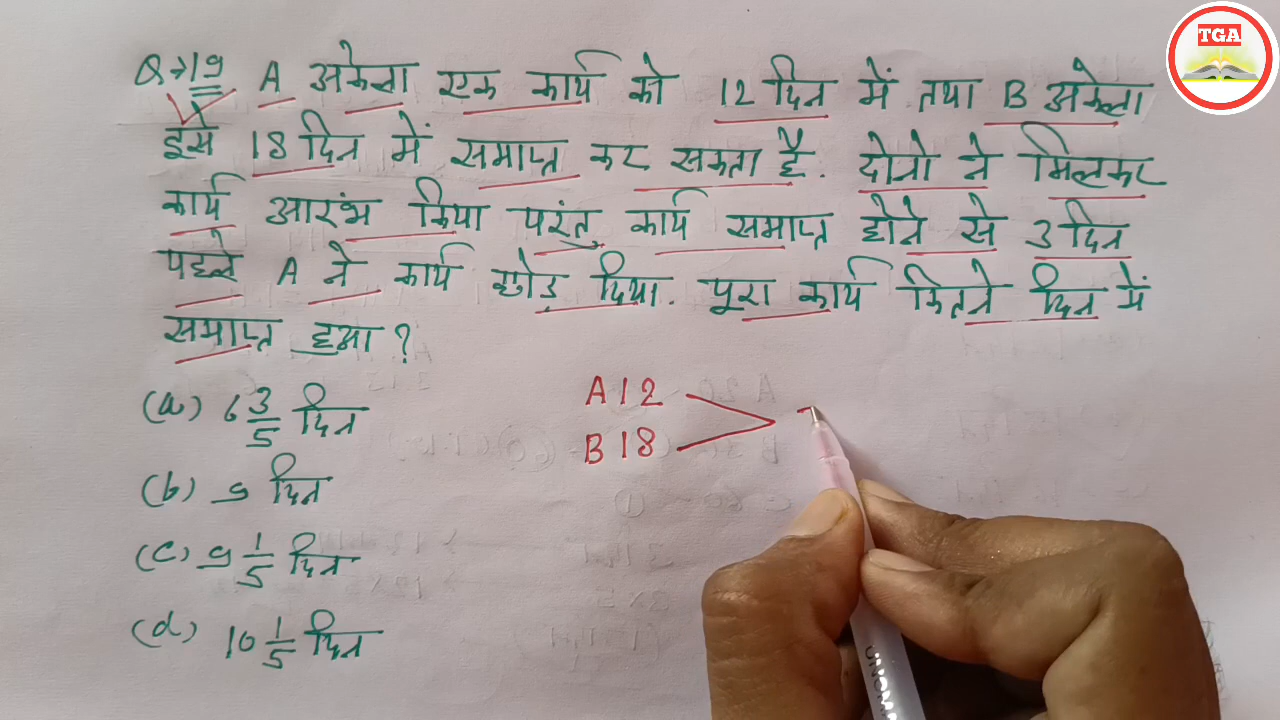 TGA
Q→19 A अकेला एक कार्य को 12 दिन में तथा B अकेला
इसे 18 दिन में समाप्त कर सकता है. दोनो ने मिलकर
कार्य आरंभ किया परंतु कार्य समाप्त होने से 3 दिन
पहले A ने कार्य छोड़ दिया. पूरा कार्य कितने दिन में
समाप्त हुआ ?
(a) 6 3/5 दिन
(b) 9 दिन
(c) 9 1/5 दिन
(d) 10 1/5 दिन
A 12
B 18